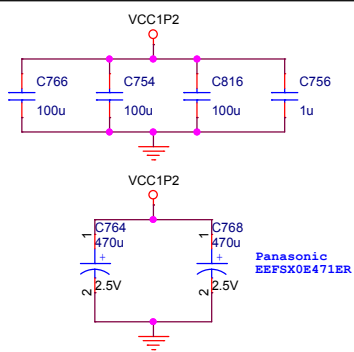 VCC1P2
C766 C754 C816 C756
100u 100u 100u 1u
VCC1P2
C764 C768
1 470u 1 470u
+ +
Panasonic
EEFSX0E471ER
2 2.5V 2 2.5V